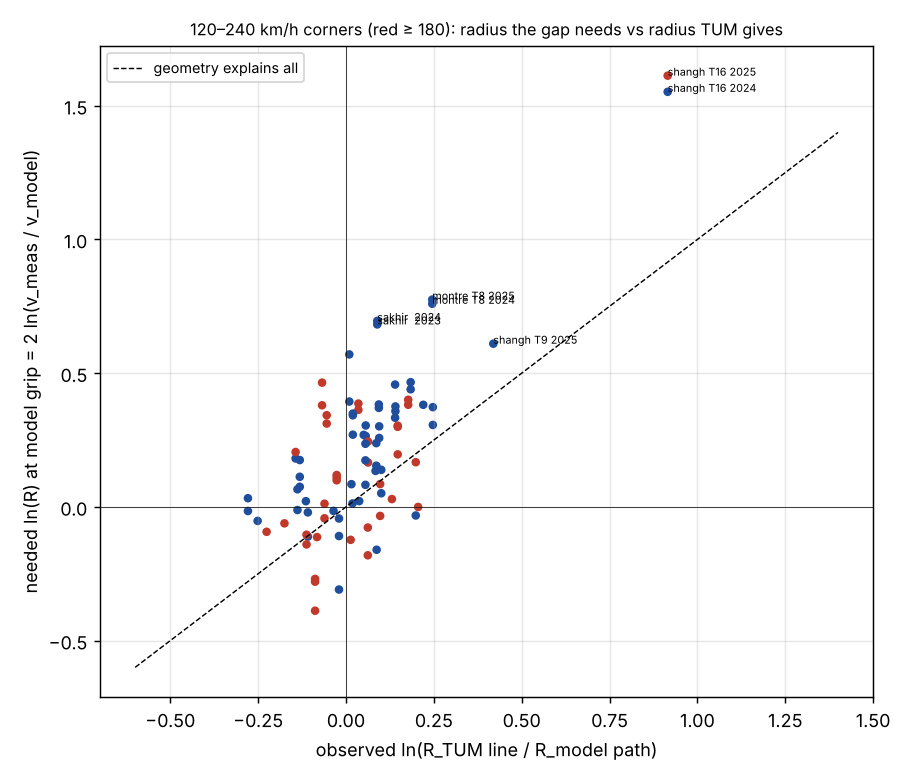 120–240 km/h corners (red ≥ 180): radius the gap needs vs radius TUM gives
geometry explains all
shangh T16 2025
shangh T16 2024
montre T8 2025
montre T8 2024
sakhir 2024
sakhir 2023
shangh T9 2025
needed ln(R) at model grip = 2 ln(v_meas / v_model)
1.5
1.0
0.5
0.0
−0.5
−0.50
−0.25
0.00
0.25
0.50
0.75
1.00
1.25
1.50
observed ln(R_TUM line / R_model path)